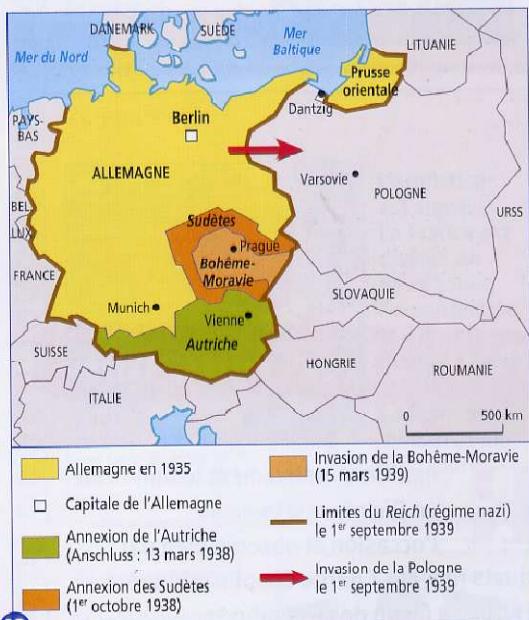 DANEMARK
SUÈDE
Mer
Baltique
LITUANIE
Mer du Nord
Prusse
orientale
Dantzig
PAYS-
BAS
Berlin
ALLEMAGNE
Varsovie
POLOGNE
URSS
BEL
LUX
Sudètes
Prague
Bohême-
Moravie
FRANCE
SLOVAQUIE
Munich
Vienne
Autriche
SUISSE
HONGRIE
ROUMANIE
ITALIE
0 500 km
Allemagne en 1935
Capitale de l'Allemagne
Annexion de l'Autriche
(Anschluss : 13 mars 1938)
Annexion des Sudètes
(1er octobre 1938)
Invasion de la Bohême-Moravie
(15 mars 1939)
Limites du Reich (régime nazi)
le 1er septembre 1939
Invasion de la Pologne
le 1er septembre 1939